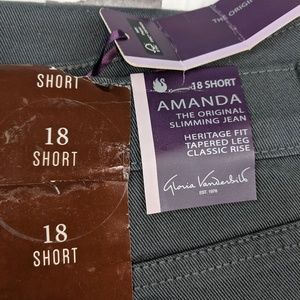 THE ORIGINAL
SHORT
18
SHORT
18
SHORT
18 SHORT
AMANDA
THE ORIGINAL
SLIMMING JEAN
HERITAGE FIT
TAPERED LEG
CLASSIC RISE
Gloria Vanderbilt
EST. 1976